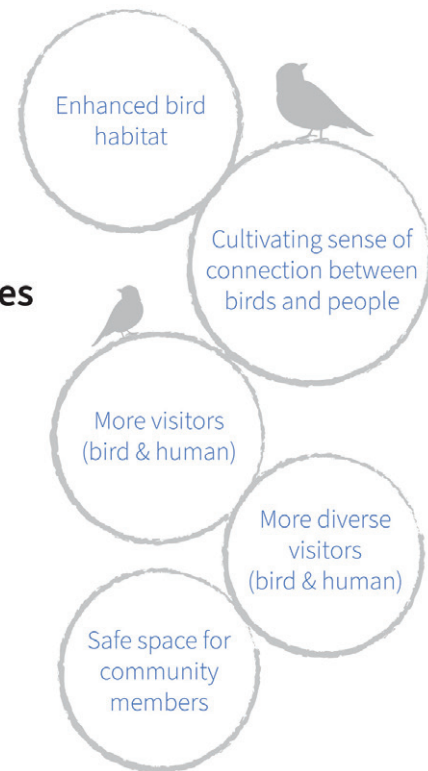 Enhanced bird
habitat
Cultivating sense of
connection between
birds and people
es
More visitors
(bird & human)
More diverse
visitors
(bird & human)
Safe space for
community
members